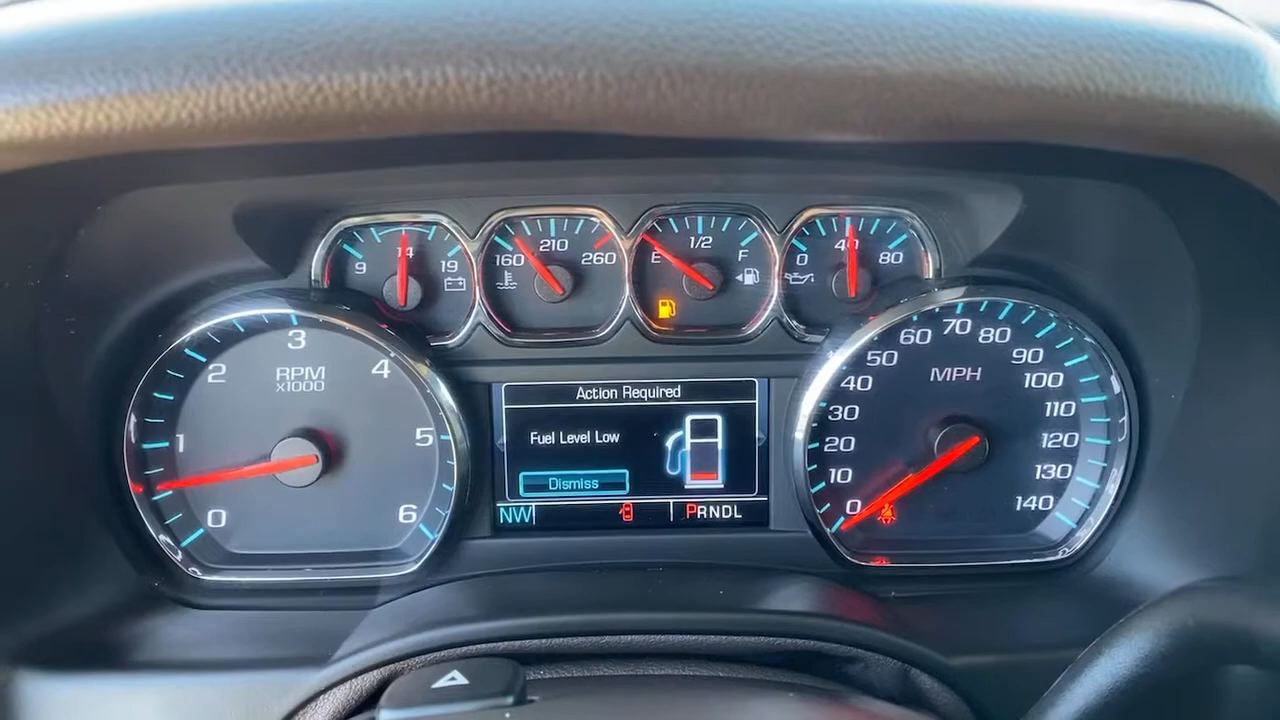 9 14 19
160 210 260
E 1/2 F
0 40 80
0 1 2 3 4 5 6
RPM
x1000
Action Required
Fuel Level Low
Dismiss
NW PRNDL
0 10 20 30 40 50 60 70 80 90 100 110 120 130 140
MPH